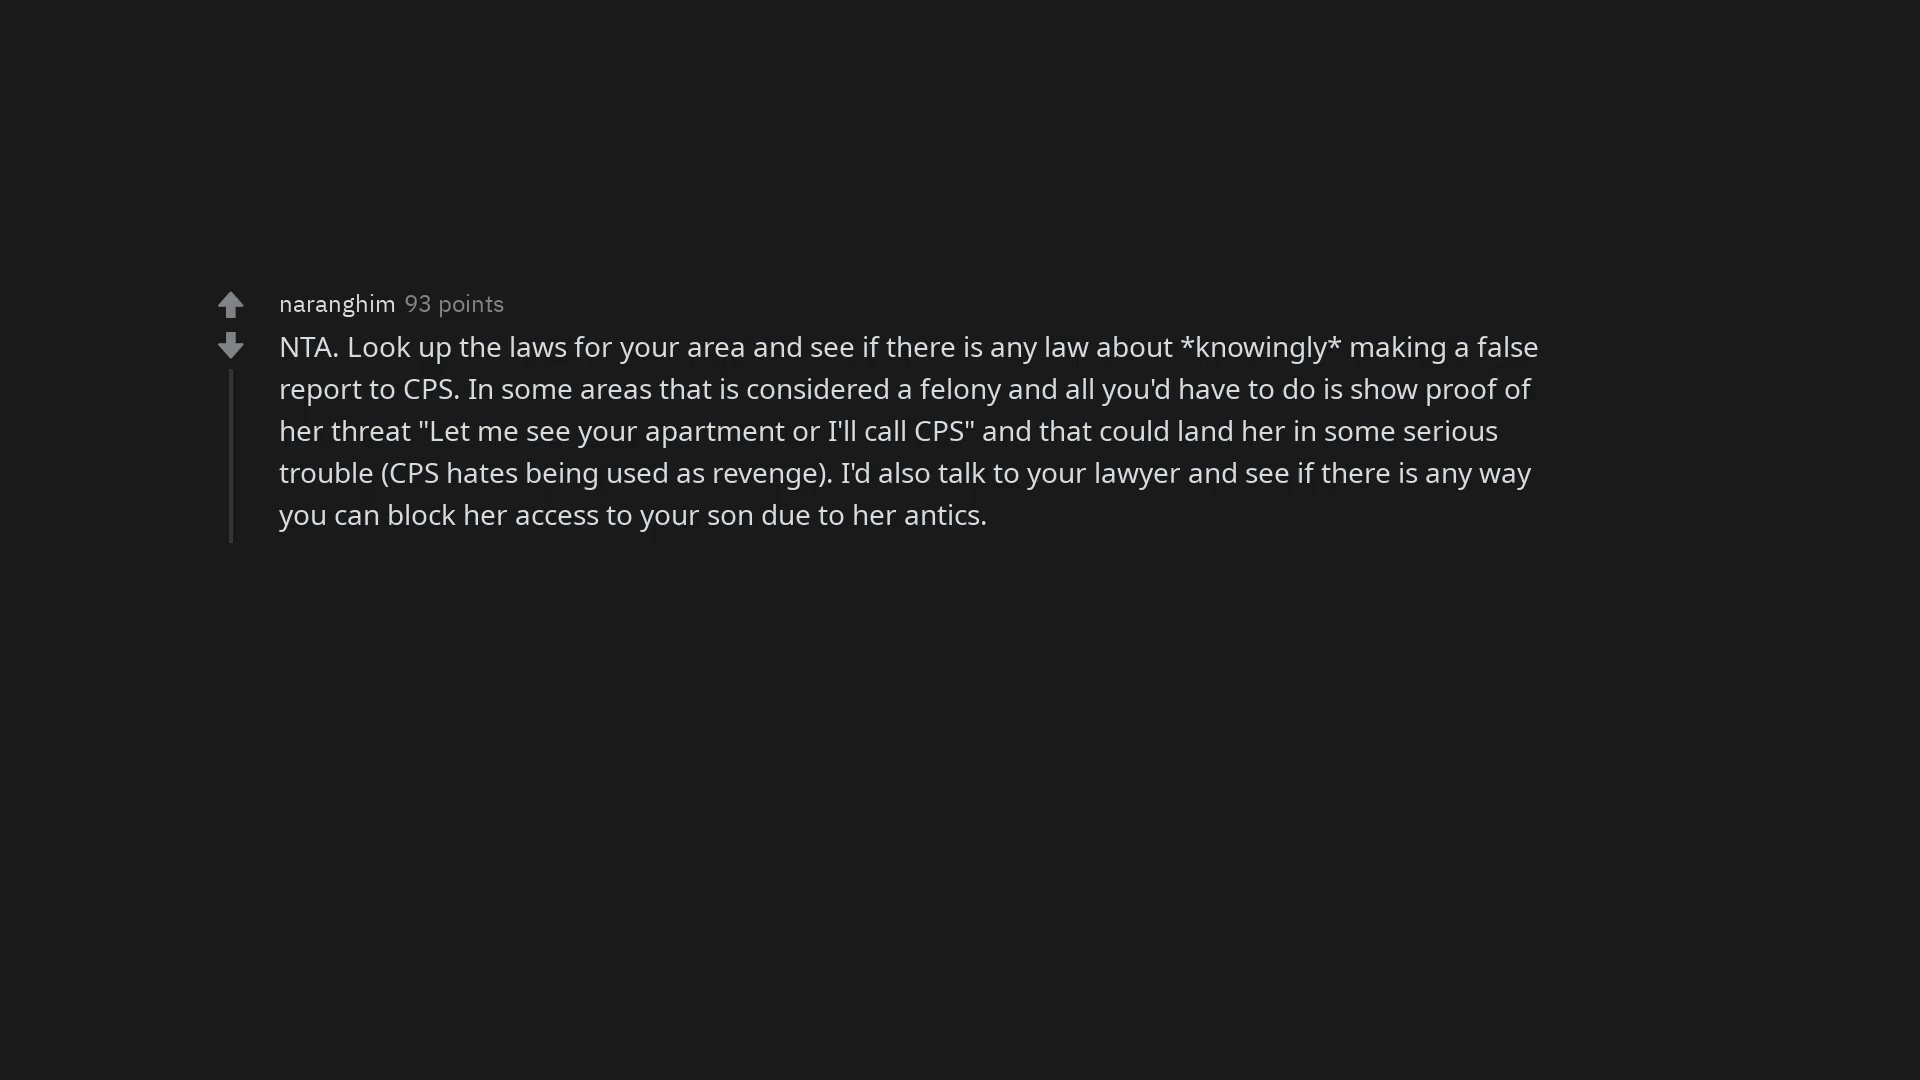 naranghim 93 points
NTA. Look up the laws for your area and see if there is any law about *knowingly* making a false
report to CPS. In some areas that is considered a felony and all you'd have to do is show proof of
her threat "Let me see your apartment or I'll call CPS" and that could land her in some serious
trouble (CPS hates being used as revenge). I'd also talk to your lawyer and see if there is any way
you can block her access to your son due to her antics.